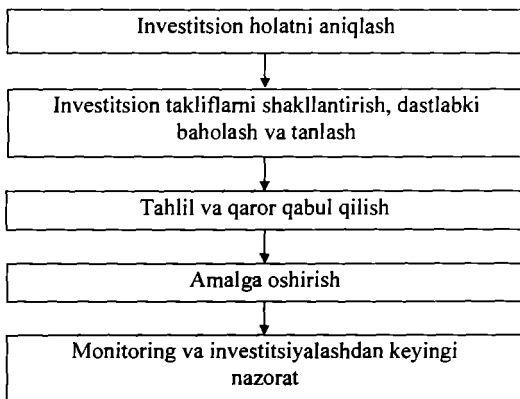 Investitsion holatni aniqlash
Investitsion takliflarni shakllantirish, dastlabki
baholash va tanlash
Tahlil va qaror qabul qilish
Amalga oshirish
Monitoring va investitsiyalashdan keyingi
nazorat